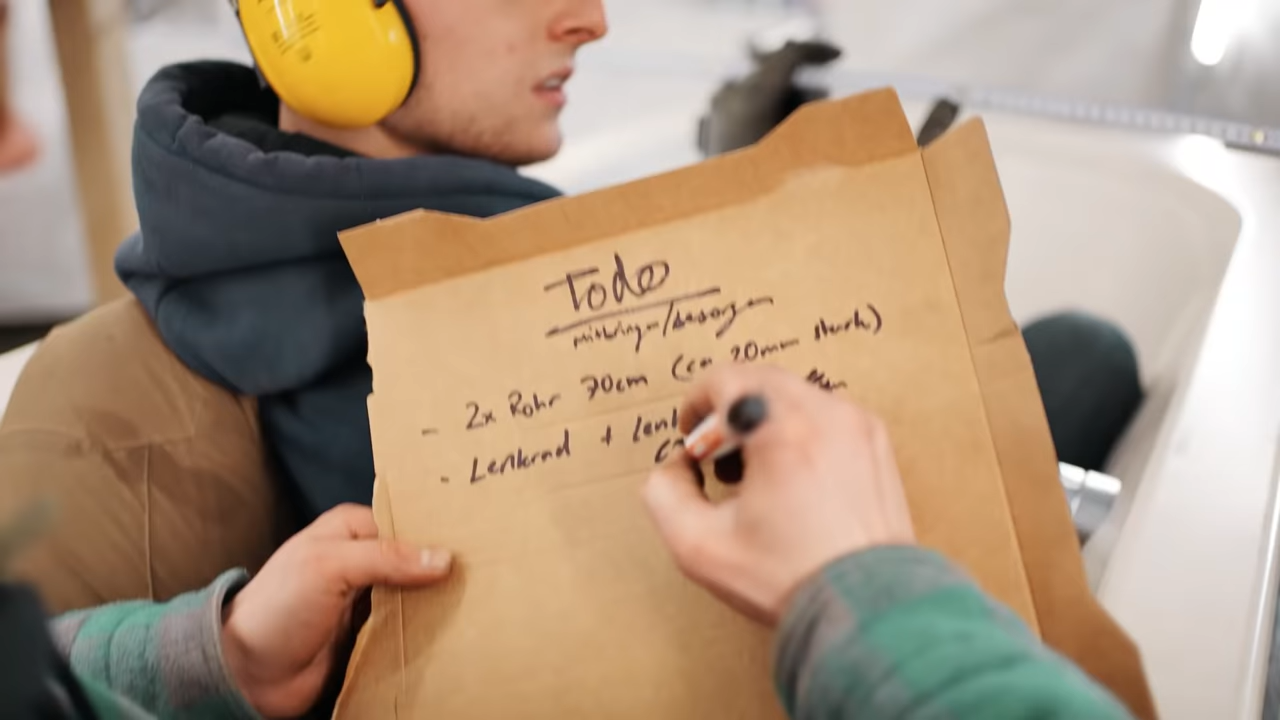 Todo
mitbringen/besorgen
- 2x Rohr 70cm (ca 20mm stark)
- Lenkrad + Lenk